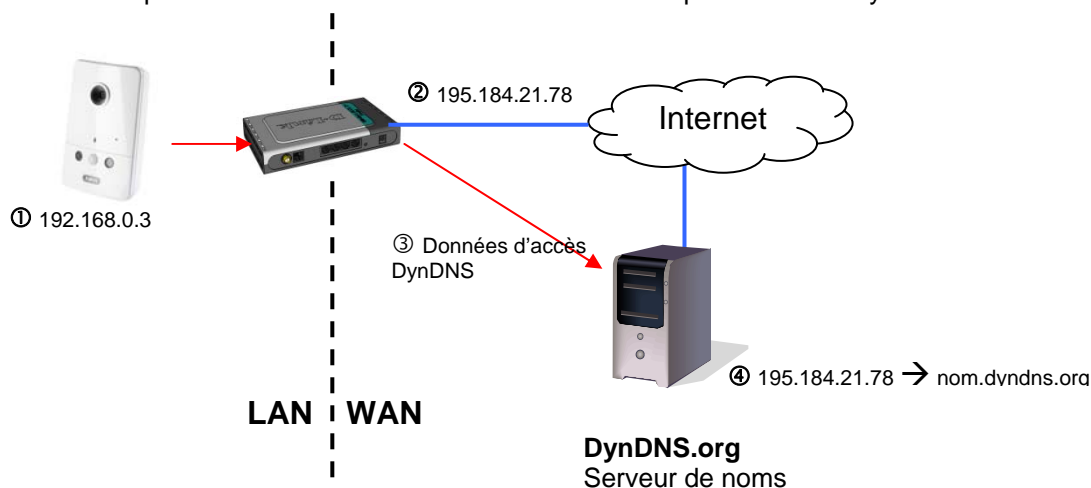 ① 192.168.0.3
② 195.184.21.78
Internet
D-Link
③ Données d'accès
DynDNS
④ 195.184.21.78 → nom.dyndns.org
LAN
WAN
DynDNS.org
Serveur de noms